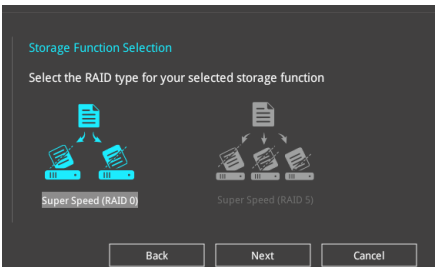 Storage Function Selection
Select the RAID type for your selected storage function
Super Speed (RAID 0)
Super Speed (RAID 5)
Back
Next
Cancel